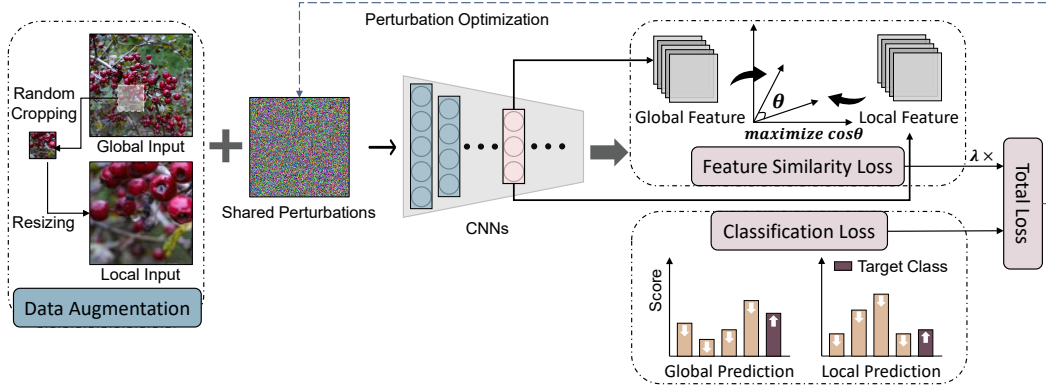 Perturbation Optimization
Random
Cropping
Global Input
Resizing
Local Input
Data Augmentation
Shared Perturbations
CNNs
Global Feature
θ
Local Feature
maximize cosθ
Feature Similarity Loss
λ ×
Total Loss
Classification Loss
Target Class
Score
Global Prediction
Local Prediction